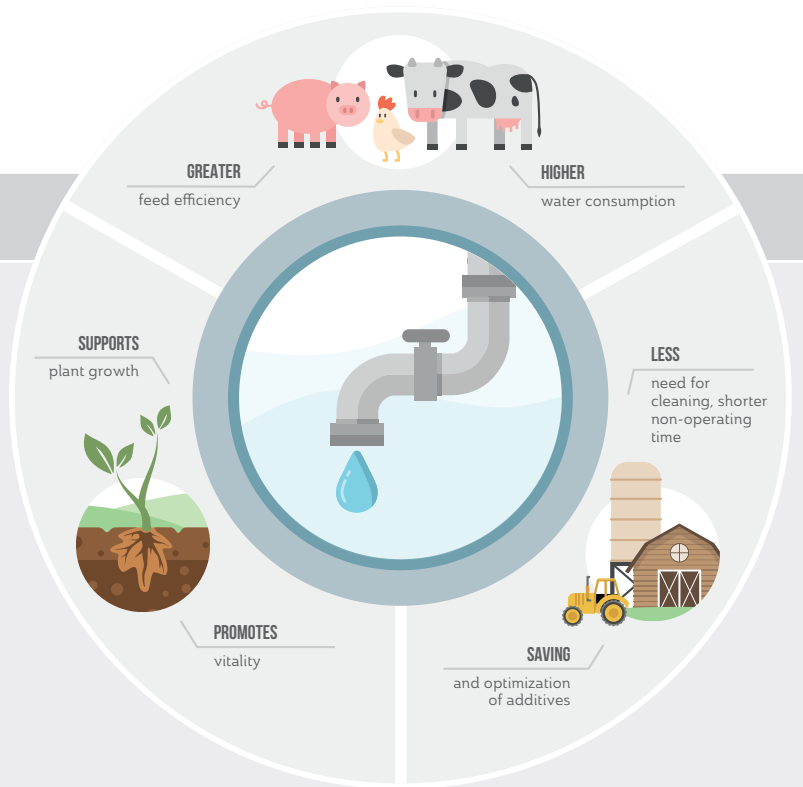 GREATER
feed efficiency
HIGHER
water consumption
SUPPORTS
plant growth
LESS
need for
cleaning, shorter
non-operating
time
PROMOTES
vitality
SAVING
and optimization
of additives